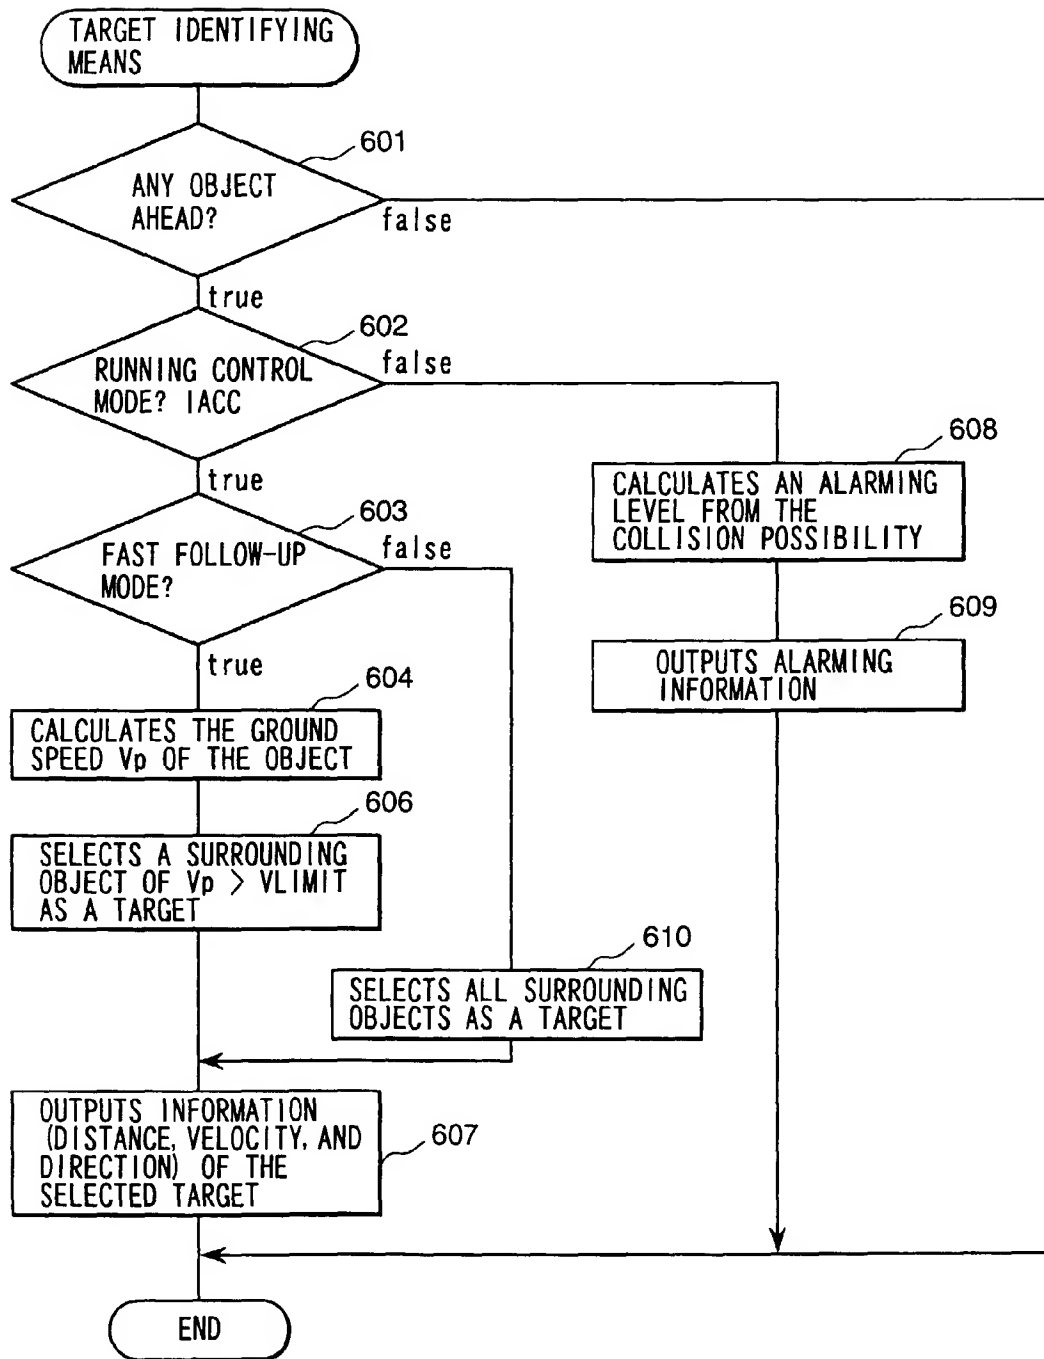 TARGET IDENTIFYING
MEANS
601
ANY OBJECT
AHEAD?
false
true
602
RUNNING CONTROL
MODE? IACC
false
true
603
FAST FOLLOW-UP
MODE?
false
true
604
CALCULATES THE GROUND
SPEED Vp OF THE OBJECT
606
SELECTS A SURROUNDING
OBJECT OF Vp > VLIMIT
AS A TARGET
608
CALCULATES AN ALARMING
LEVEL FROM THE
COLLISION POSSIBILITY
609
OUTPUTS ALARMING
INFORMATION
610
SELECTS ALL SURROUNDING
OBJECTS AS A TARGET
OUTPUTS INFORMATION
(DISTANCE, VELOCITY, AND
DIRECTION) OF THE
SELECTED TARGET
607
END